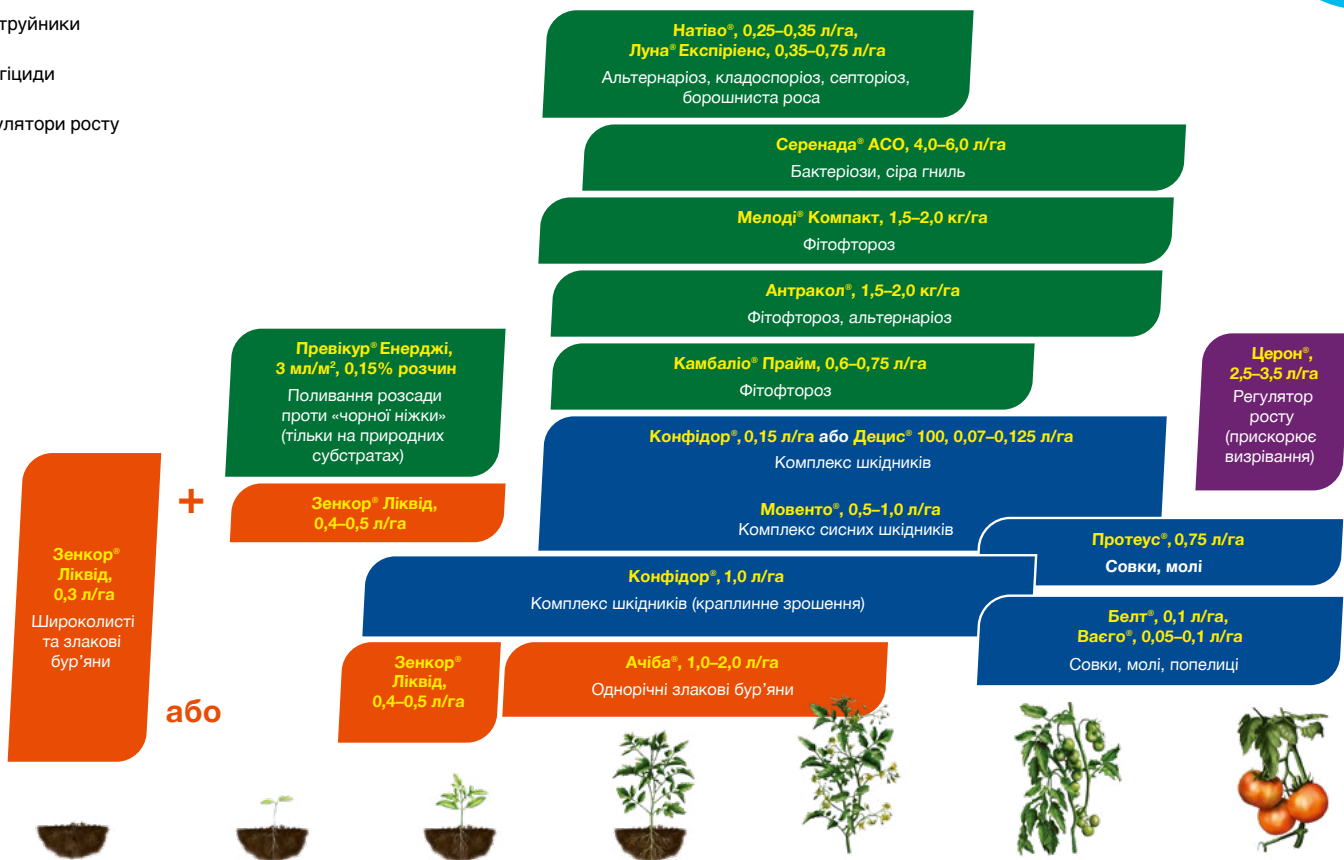 труйники
гіциди
улятори росту
Натіво®, 0,25–0,35 л/га,
Луна® Експіріенс, 0,35–0,75 л/га
Альтернаріоз, кладоспоріоз, септоріоз,
борошниста роса
Серенада® АСО, 4,0–6,0 л/га
Бактеріози, сіра гниль
Мелоді® Компакт, 1,5–2,0 кг/га
Фітофтороз
Антракол®, 1,5–2,0 кг/га
Фітофтороз, альтернаріоз
Превікур® Енерджі,
3 мл/м², 0,15% розчин
Поливання розсади
проти «чорної ніжки»
(тільки на природних
субстратах)
Камбаліо® Прайм, 0,6–0,75 л/га
Фітофтороз
Церон®,
2,5–3,5 л/га
Регулятор
росту
(прискорює
визрівання)
Конфідор®, 0,15 л/га або Децис® 100, 0,07–0,125 л/га
Комплекс шкідників
Мовенто®, 0,5–1,0 л/га
Комплекс сисних шкідників
Зенкор®
Ліквід,
0,3 л/га
Широколисті
та злакові
бур’яни
+
Зенкор® Ліквід,
0,4–0,5 л/га
Протеус®, 0,75 л/га
Совки, молі
Конфідор®, 1,0 л/га
Комплекс шкідників (краплинне зрошення)
Белт®, 0,1 л/га,
Ваєго®, 0,05–0,1 л/га
Совки, молі, попелиці
або
Зенкор®
Ліквід,
0,4–0,5 л/га
Ачіба®, 1,0–2,0 л/га
Однорічні злакові бур’яни